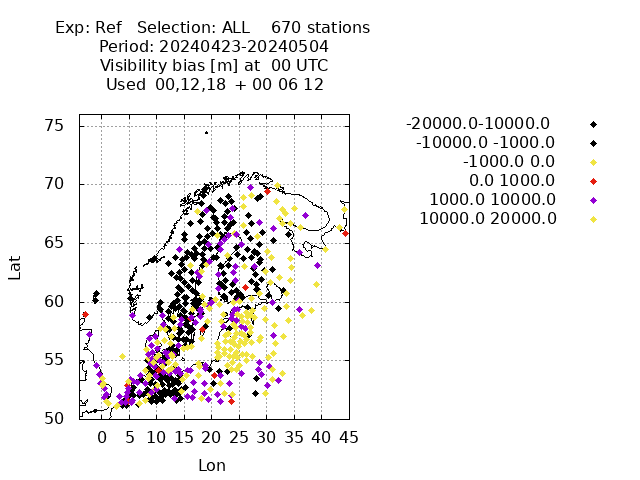 Exp: Ref Selection: ALL 670 stations
Period: 20240423-20240504
Visibility bias [m] at 00 UTC
Used 00,12,18 + 00 06 12
-20000.0-10000.0
-10000.0 -1000.0
-1000.0 0.0
0.0 1000.0
1000.0 10000.0
10000.0 20000.0
75
70
65
60
55
50
Lat
0 5 10 15 20 25 30 35 40 45
Lon